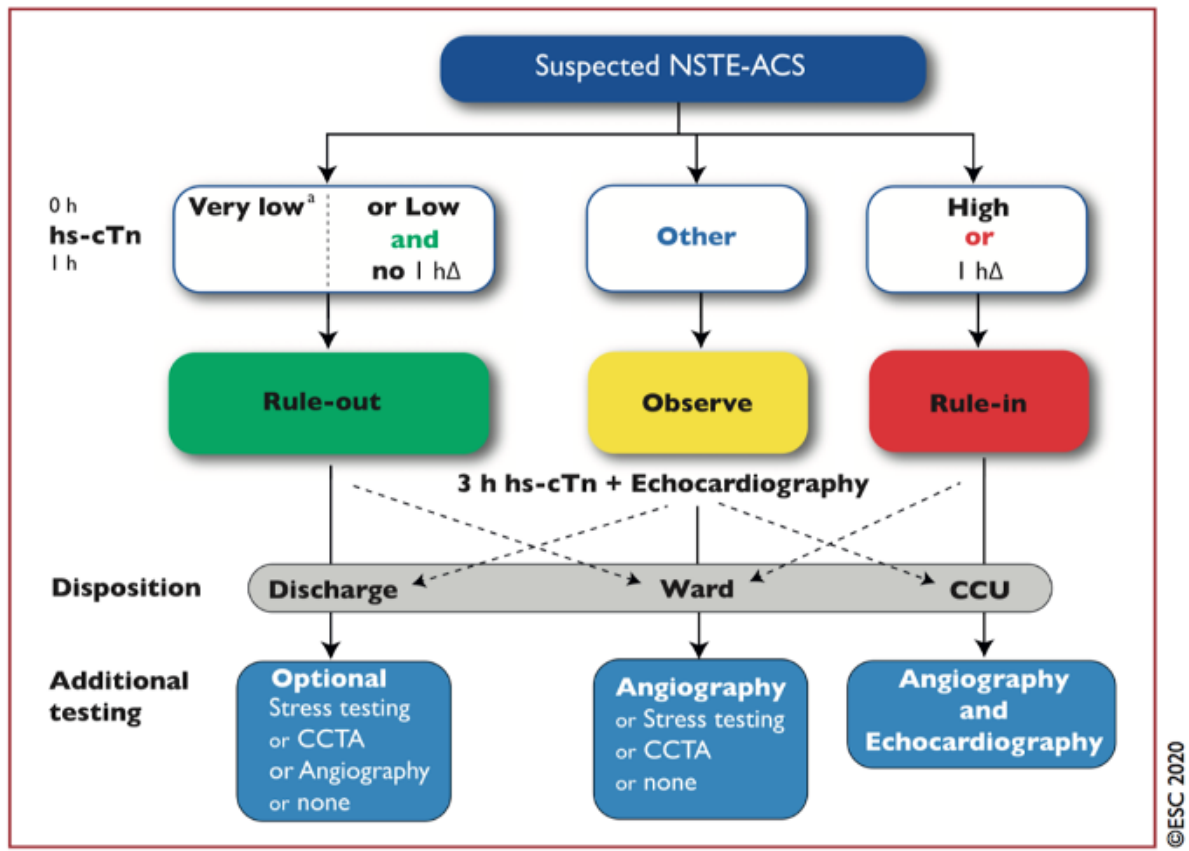 Suspected NSTE-ACS
0 h
hs-cTn
1 h
Very low a
or Low
and
no 1 hΔ
Other
High
or
1 hΔ
Rule-out
Observe
Rule-in
3 h hs-cTn + Echocardiography
Disposition
Discharge
Ward
CCU
Additional
testing
Optional
Stress testing
or CCTA
or Angiography
or none
Angiography
or Stress testing
or CCTA
or none
Angiography
and
Echocardiography
©ESC 2020